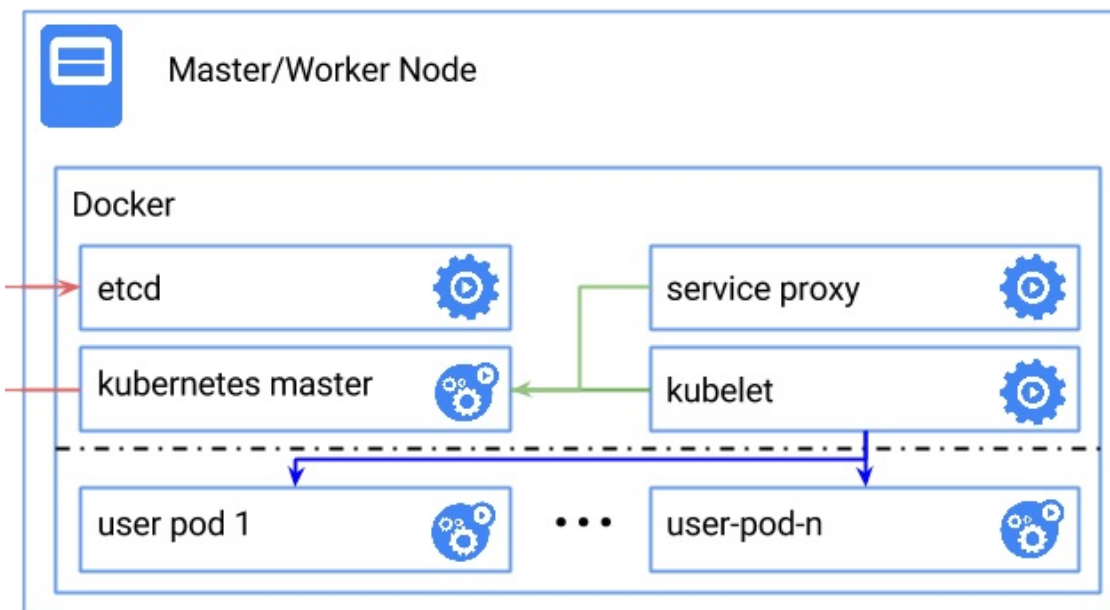 Master/Worker Node
Docker
etcd
service proxy
kubernetes master
kubelet
user pod 1
...
user-pod-n